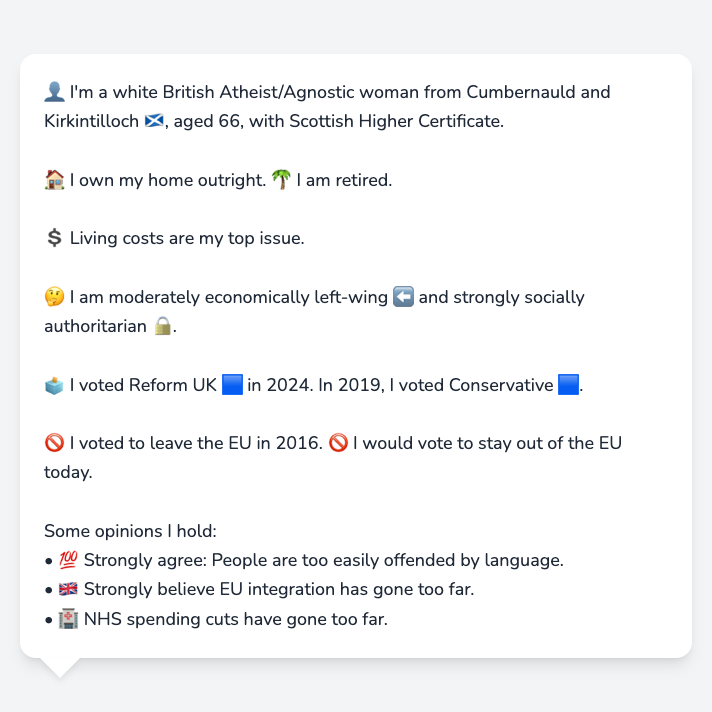 👤 I'm a white British Atheist/Agnostic woman from Cumbernauld and
Kirkintilloch 🏴󠁧󠁢󠁳󠁣󠁴󠁿, aged 66, with Scottish Higher Certificate.
🏠 I own my home outright. 🌴 I am retired.
💲 Living costs are my top issue.
🤔 I am moderately economically left-wing ⬅️ and strongly socially
authoritarian 🔒.
🗳️ I voted Reform UK 🟦 in 2024. In 2019, I voted Conservative 🟦.
🚫 I voted to leave the EU in 2016. 🚫 I would vote to stay out of the EU
today.
Some opinions I hold:
• 💯 Strongly agree: People are too easily offended by language.
• 🇬🇧 Strongly believe EU integration has gone too far.
• 🏥 NHS spending cuts have gone too far.